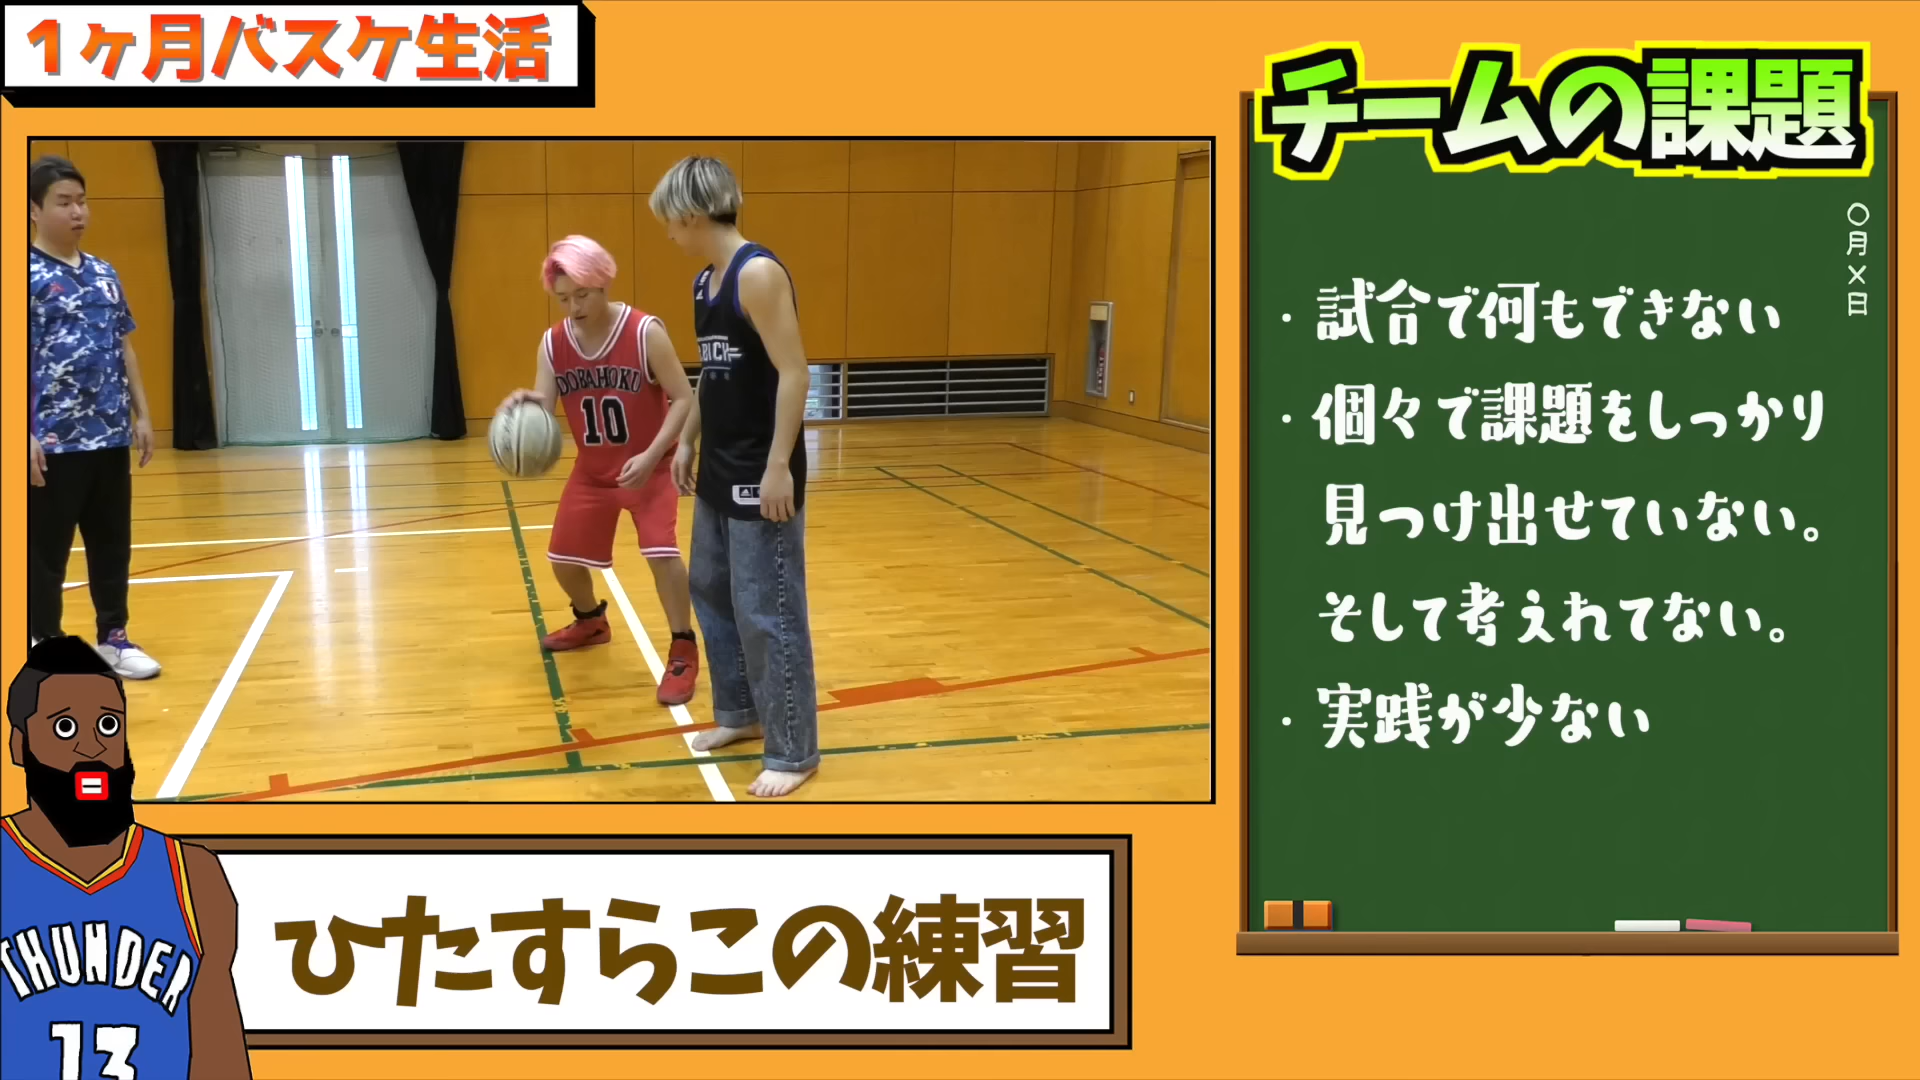 1ヶ月バスケ生活
チームの課題
〇月×日
・試合で何もできない
・個々で課題をしっかり
見つけ出せていない。
そして考えれてない。
・実践が少ない
DOBAHOKU
10
ひたすらこの練習
THUNDER
13